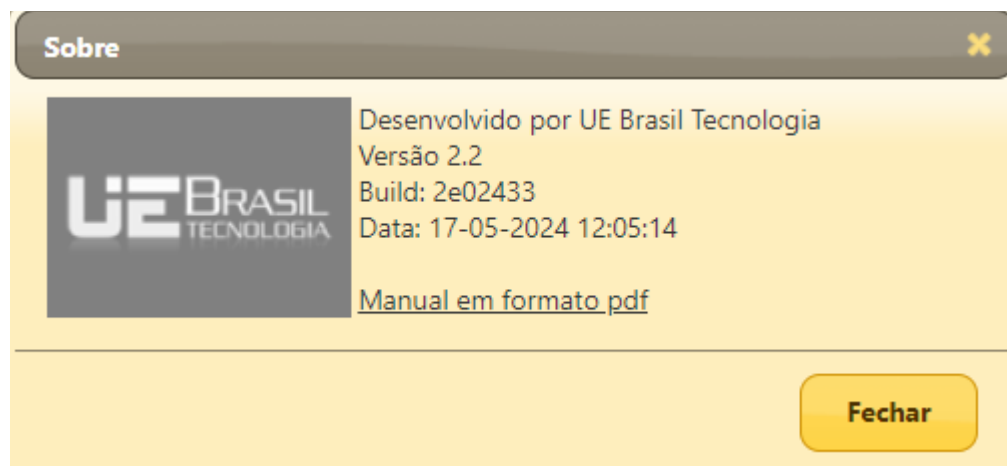 Sobre
UE BRASIL
TECNOLOGIA
Desenvolvido por UE Brasil Tecnologia
Versão 2.2
Build: 2e02433
Data: 17-05-2024 12:05:14
Manual em formato pdf
Fechar